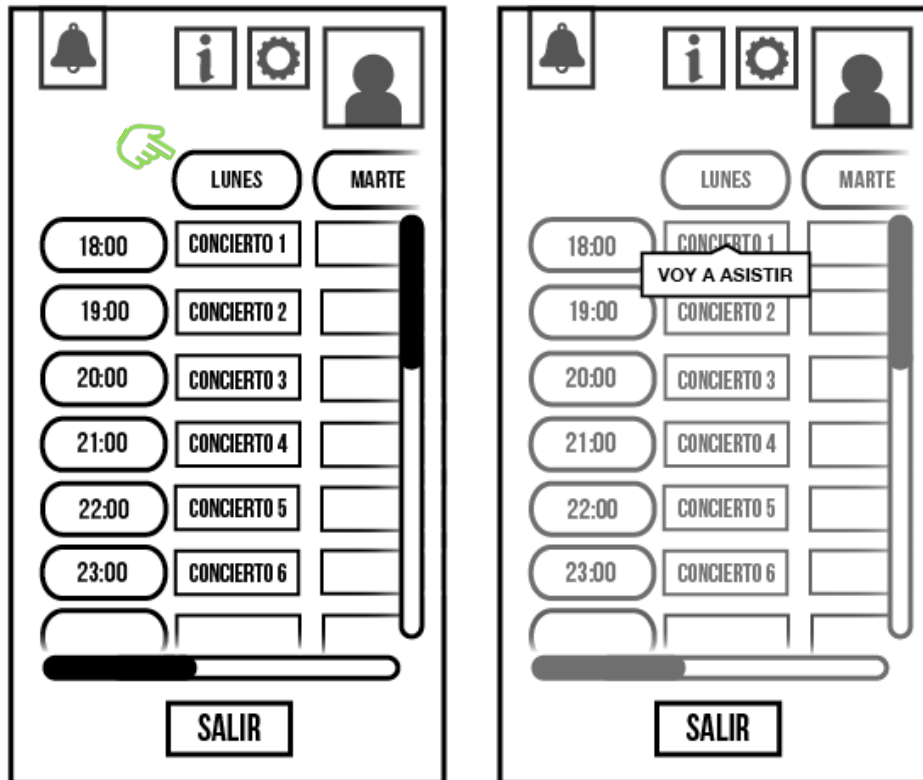 i
LUNES
MARTE
18:00
CONCIERTO 1
19:00
CONCIERTO 2
20:00
CONCIERTO 3
21:00
CONCIERTO 4
22:00
CONCIERTO 5
23:00
CONCIERTO 6
SALIR
i
LUNES
MARTE
18:00
CONCIERTO 1
VOY A ASISTIR
19:00
CONCIERTO 2
20:00
CONCIERTO 3
21:00
CONCIERTO 4
22:00
CONCIERTO 5
23:00
CONCIERTO 6
SALIR